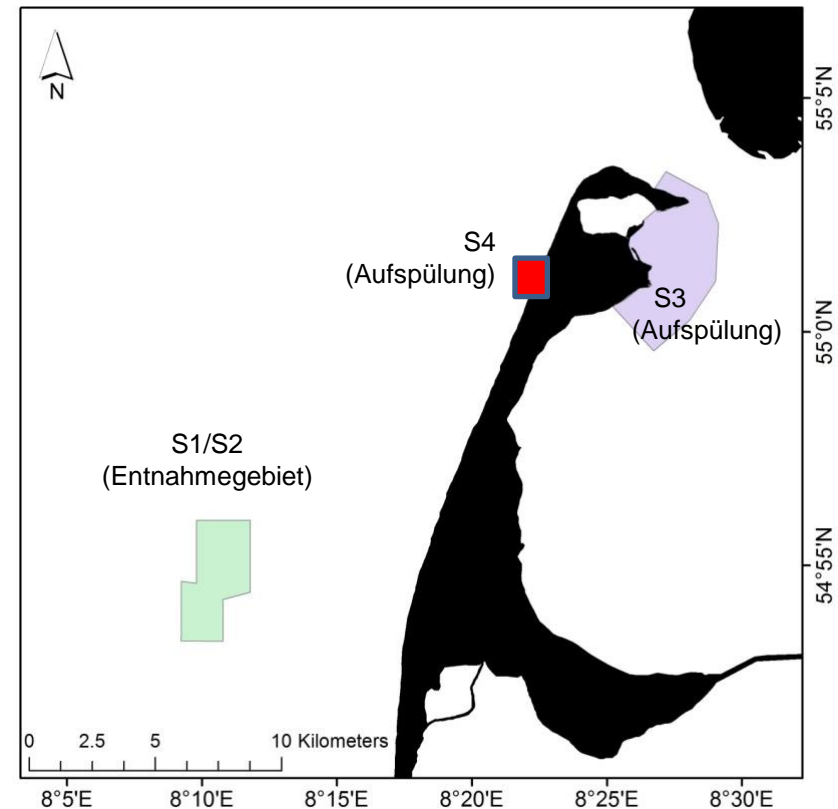 N
55°5'N
S4
(Aufspülung)
S3
(Aufspülung)
55°0'N
S1/S2
(Entnahmegebiet)
54°55'N
0 2.5 5 10 Kilometers
8°5'E 8°10'E 8°15'E 8°20'E 8°25'E 8°30'E